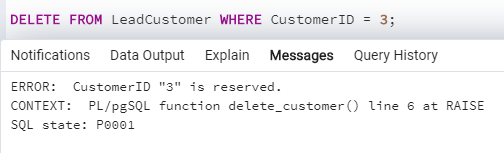 DELETE FROM LeadCustomer WHERE CustomerID = 3;
Notifications Data Output Explain Messages Query History
ERROR:  CustomerID "3" is reserved.
CONTEXT:  PL/pgSQL function delete_customer() line 6 at RAISE
SQL state: P0001